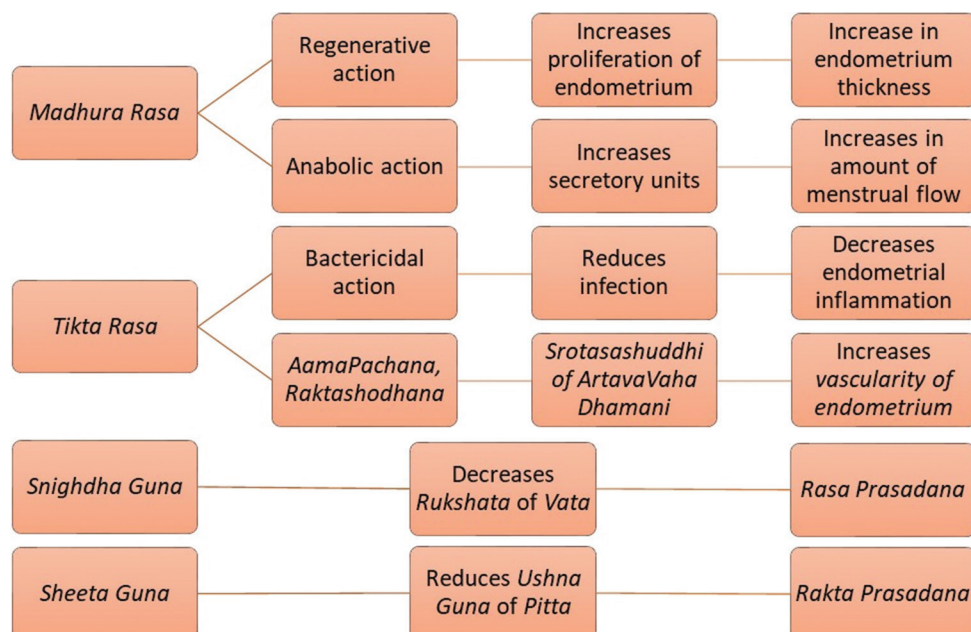 Madhura Rasa
Regenerative
action
Increases
proliferation of
endometrium
Increase in
endometrium
thickness
Anabolic action
Increases
secretory units
Increases in
amount of
menstrual flow
Tikta Rasa
Bactericidal
action
Reduces
infection
Decreases
endometrial
inflammation
AamaPachana,
Raktashodhana
Srotasashuddhi
of ArtavaVaha
Dhamani
Increases
vascularity of
endometrium
Snighdha Guna
Decreases
Rukshata of Vata
Rasa Prasadana
Sheeta Guna
Reduces Ushna
Guna of Pitta
Rakta Prasadana